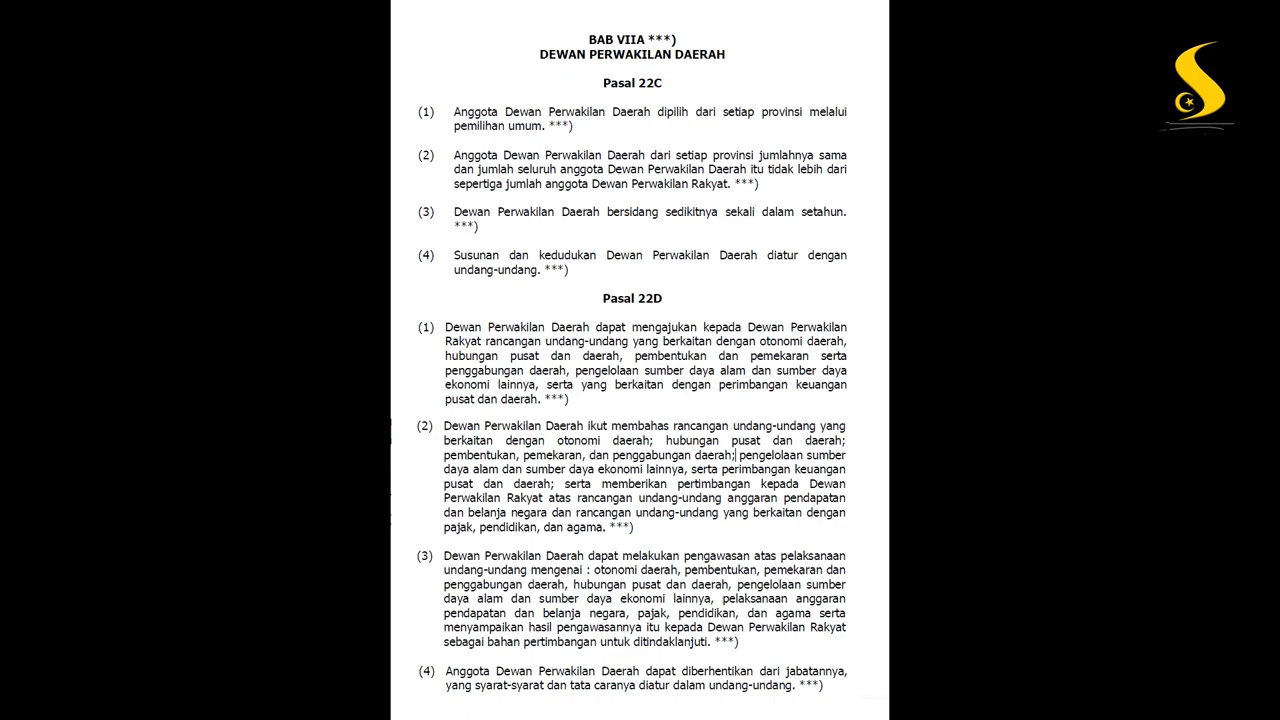 BAB VIIA ***)
DEWAN PERWAKILAN DAERAH
Pasal 22C
(1) Anggota Dewan Perwakilan Daerah dipilih dari setiap provinsi melalui
pemilihan umum. ***)
(2) Anggota Dewan Perwakilan Daerah dari setiap provinsi jumlahnya sama
dan jumlah seluruh anggota Dewan Perwakilan Daerah itu tidak lebih dari
sepertiga jumlah anggota Dewan Perwakilan Rakyat. ***)
(3) Dewan Perwakilan Daerah bersidang sedikitnya sekali dalam setahun.
***)
(4) Susunan dan kedudukan Dewan Perwakilan Daerah diatur dengan
undang-undang. ***)
Pasal 22D
(1) Dewan Perwakilan Daerah dapat mengajukan kepada Dewan Perwakilan
Rakyat rancangan undang-undang yang berkaitan dengan otonomi daerah,
hubungan pusat dan daerah, pembentukan dan pemekaran serta
penggabungan daerah, pengelolaan sumber daya alam dan sumber daya
ekonomi lainnya, serta yang berkaitan dengan perimbangan keuangan
pusat dan daerah. ***)
(2) Dewan Perwakilan Daerah ikut membahas rancangan undang-undang yang
berkaitan dengan otonomi daerah; hubungan pusat dan daerah;
pembentukan, pemekaran, dan penggabungan daerah; pengelolaan sumber
daya alam dan sumber daya ekonomi lainnya, serta perimbangan keuangan
pusat dan daerah; serta memberikan pertimbangan kepada Dewan
Perwakilan Rakyat atas rancangan undang-undang anggaran pendapatan
dan belanja negara dan rancangan undang-undang yang berkaitan dengan
pajak, pendidikan, dan agama. ***)
(3) Dewan Perwakilan Daerah dapat melakukan pengawasan atas pelaksanaan
undang-undang mengenai : otonomi daerah, pembentukan, pemekaran dan
penggabungan daerah, hubungan pusat dan daerah, pengelolaan sumber
daya alam dan sumber daya ekonomi lainnya, pelaksanaan anggaran
pendapatan dan belanja negara, pajak, pendidikan, dan agama serta
menyampaikan hasil pengawasannya itu kepada Dewan Perwakilan Rakyat
sebagai bahan pertimbangan untuk ditindaklanjuti. ***)
(4) Anggota Dewan Perwakilan Daerah dapat diberhentikan dari jabatannya,
yang syarat-syarat dan tata caranya diatur dalam undang-undang. ***)